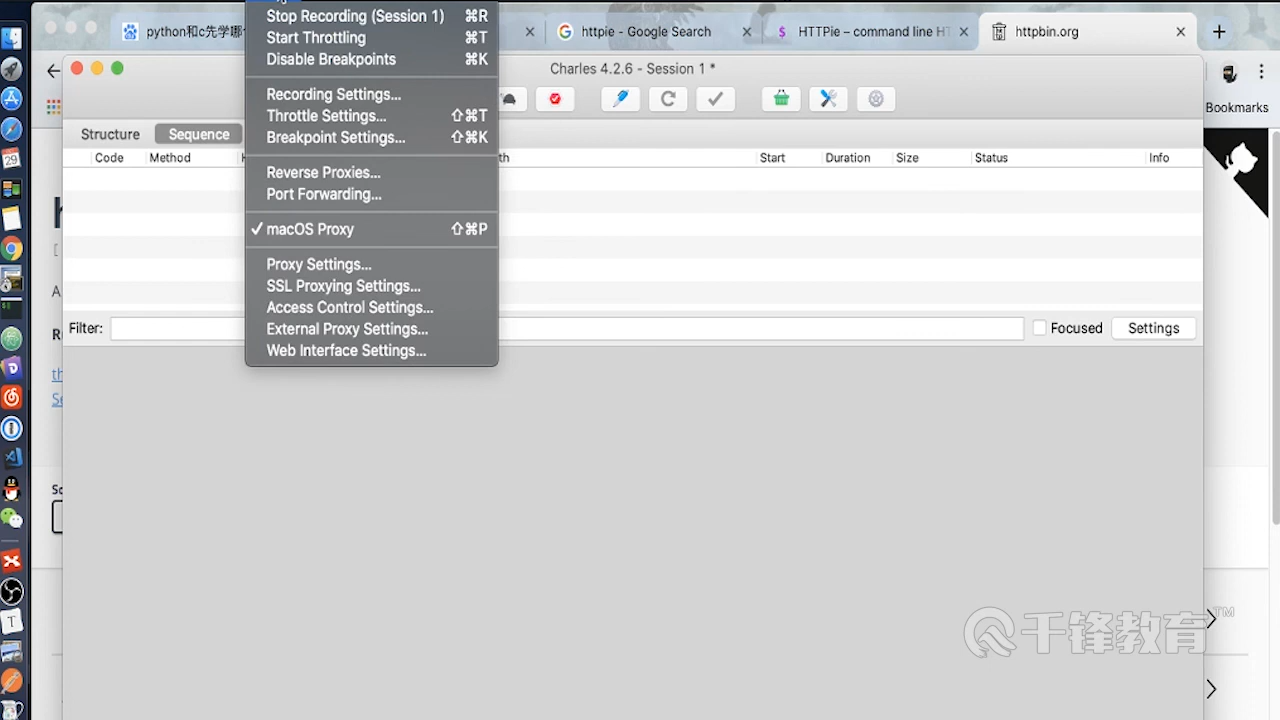 python和c先学哪
httpie - Google Search
HTTPie – command line HT
httpbin.org
Stop Recording (Session 1) ⌘R
Start Throttling ⌘T
Disable Breakpoints ⌘K
Recording Settings...
Throttle Settings... ⇧⌘T
Breakpoint Settings... ⇧⌘K
Reverse Proxies...
Port Forwarding...
✓ macOS Proxy ⇧⌘P
Proxy Settings...
SSL Proxying Settings...
Access Control Settings...
External Proxy Settings...
Web Interface Settings...
Charles 4.2.6 - Session 1 *
Bookmarks
Structure Sequence
Code Method th Start Duration Size Status Info
Filter: Focused Settings
29
千锋教育 TM